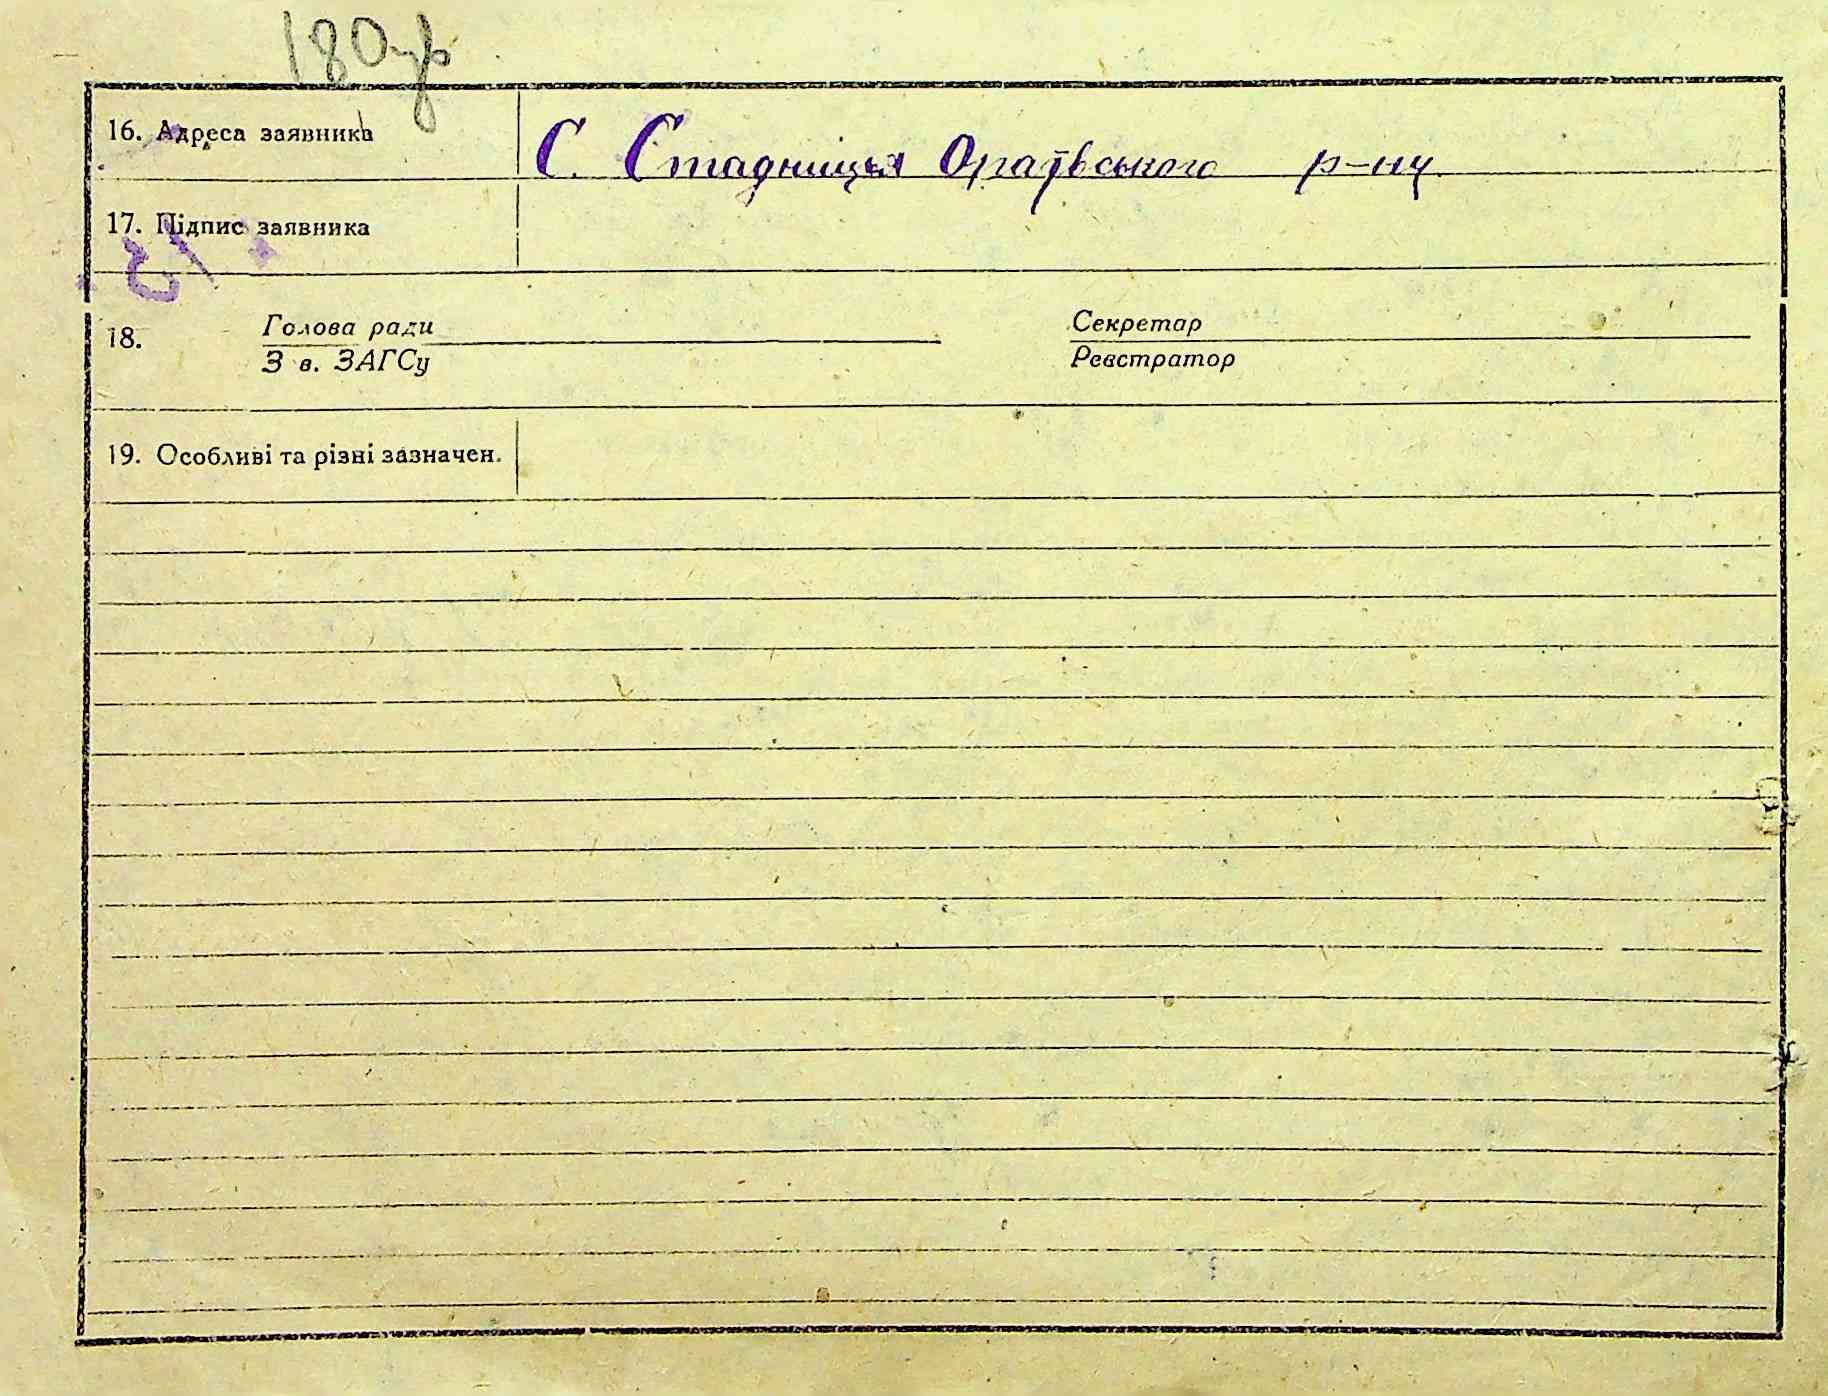 180зв
16. Адреса заявника С. Стадниця Оратівського р-ну
17. Підпис заявника
18. Голова ради Секретар
З в. ЗАГСу Реєстратор
19. Особливі та різні зазначен.